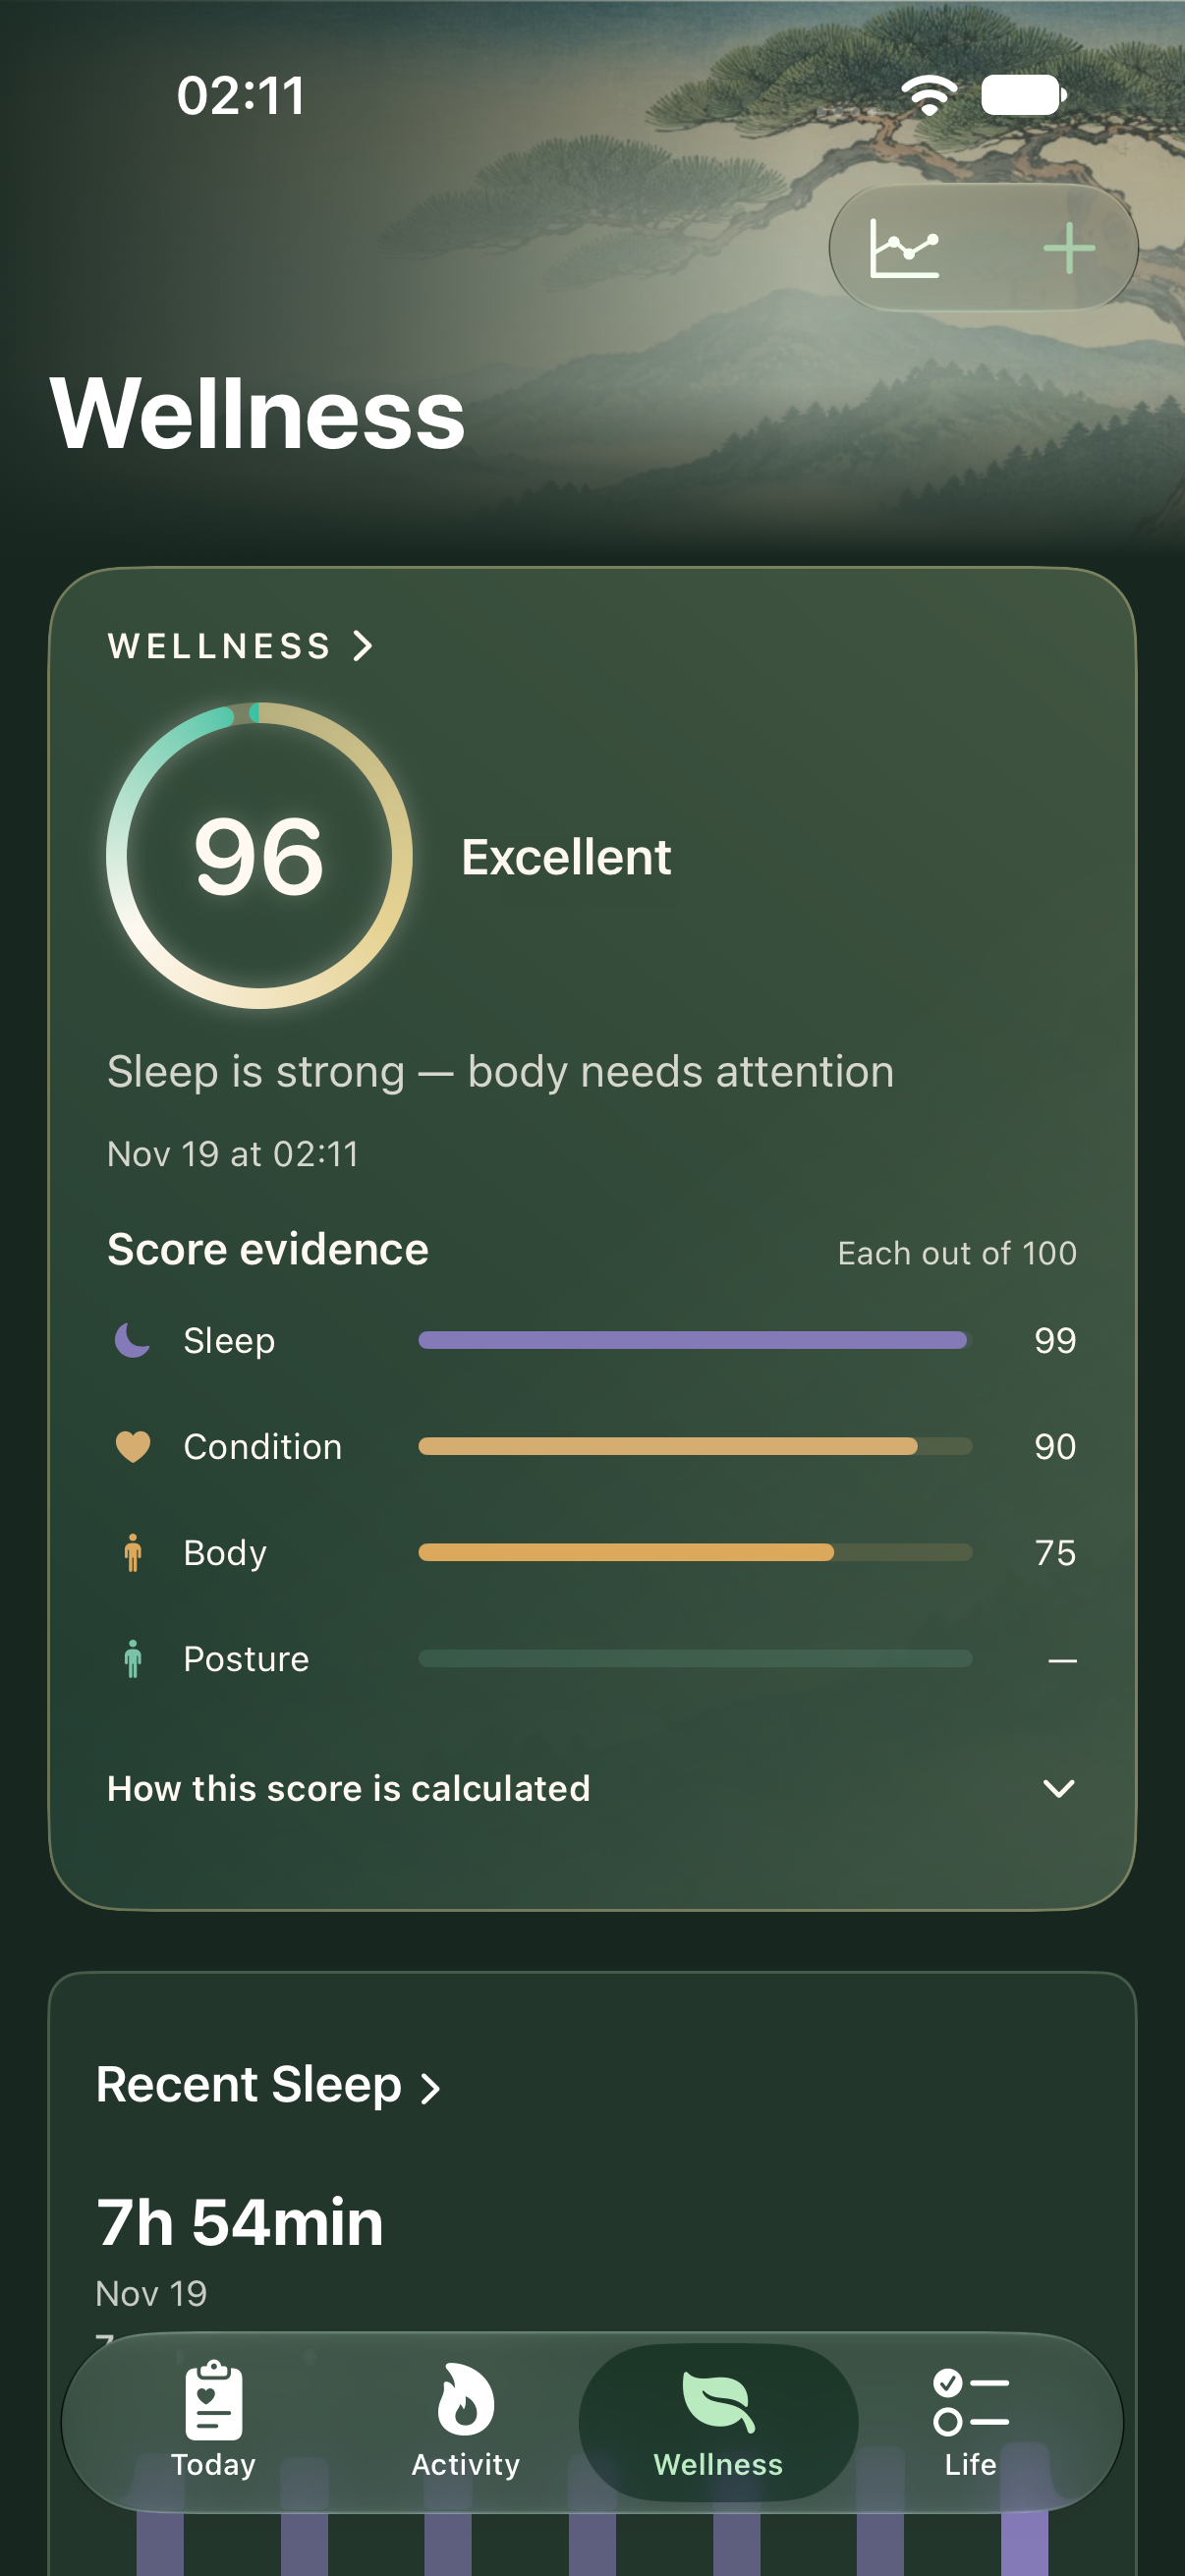 02:11
Wellness
WELLNESS
96
Excellent
Sleep is strong — body needs attention
Nov 19 at 02:11
Score evidence
Each out of 100
Sleep
99
Condition
90
Body
75
Posture
—
How this score is calculated
Recent Sleep
7h 54min
Nov 19
Today
Activity
Wellness
Life